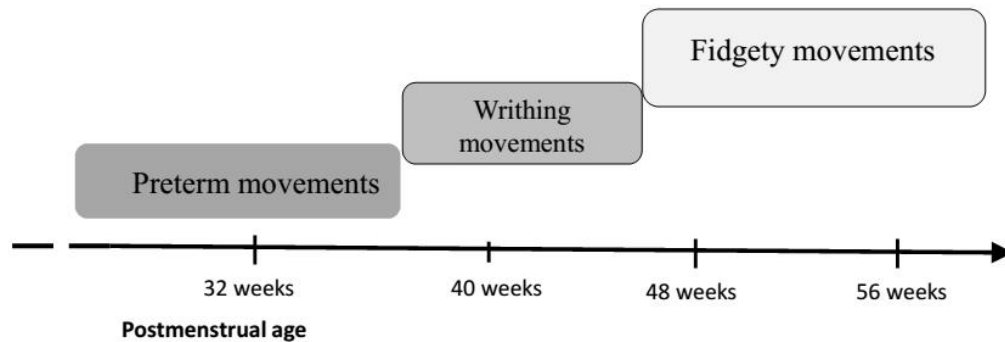 Fidgety movements
Writhing
movements
Preterm movements
32 weeks
40 weeks
48 weeks
56 weeks
Postmenstrual age